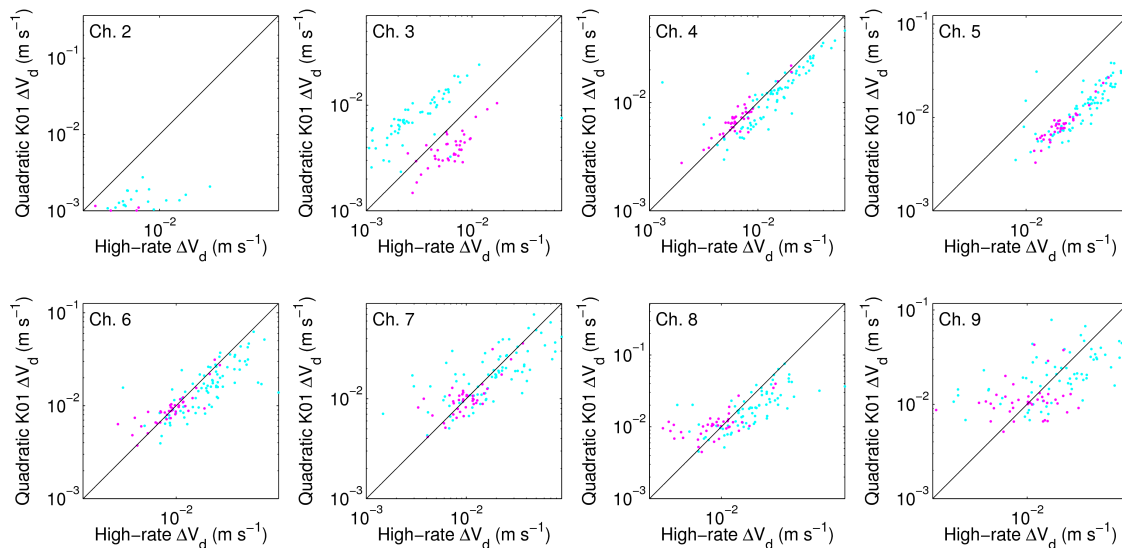 Ch. 2
Quadratic K01 ΔV_d (m s⁻¹)
10⁻¹
10⁻²
10⁻³
10⁻²
High−rate ΔV_d (m s⁻¹)
Ch. 3
Quadratic K01 ΔV_d (m s⁻¹)
10⁻²
10⁻³
10⁻³
10⁻²
High−rate ΔV_d (m s⁻¹)
Ch. 4
Quadratic K01 ΔV_d (m s⁻¹)
10⁻²
10⁻³
10⁻³
10⁻²
High−rate ΔV_d (m s⁻¹)
Ch. 5
Quadratic K01 ΔV_d (m s⁻¹)
10⁻¹
10⁻²
10⁻³
10⁻²
High−rate ΔV_d (m s⁻¹)
Ch. 6
Quadratic K01 ΔV_d (m s⁻¹)
10⁻¹
10⁻²
10⁻³
10⁻²
High−rate ΔV_d (m s⁻¹)
Ch. 7
Quadratic K01 ΔV_d (m s⁻¹)
10⁻²
10⁻³
10⁻³
10⁻²
High−rate ΔV_d (m s⁻¹)
Ch. 8
Quadratic K01 ΔV_d (m s⁻¹)
10⁻¹
10⁻²
10⁻³
10⁻²
High−rate ΔV_d (m s⁻¹)
Ch. 9
Quadratic K01 ΔV_d (m s⁻¹)
10⁻¹
10⁻²
10⁻³
10⁻²
High−rate ΔV_d (m s⁻¹)